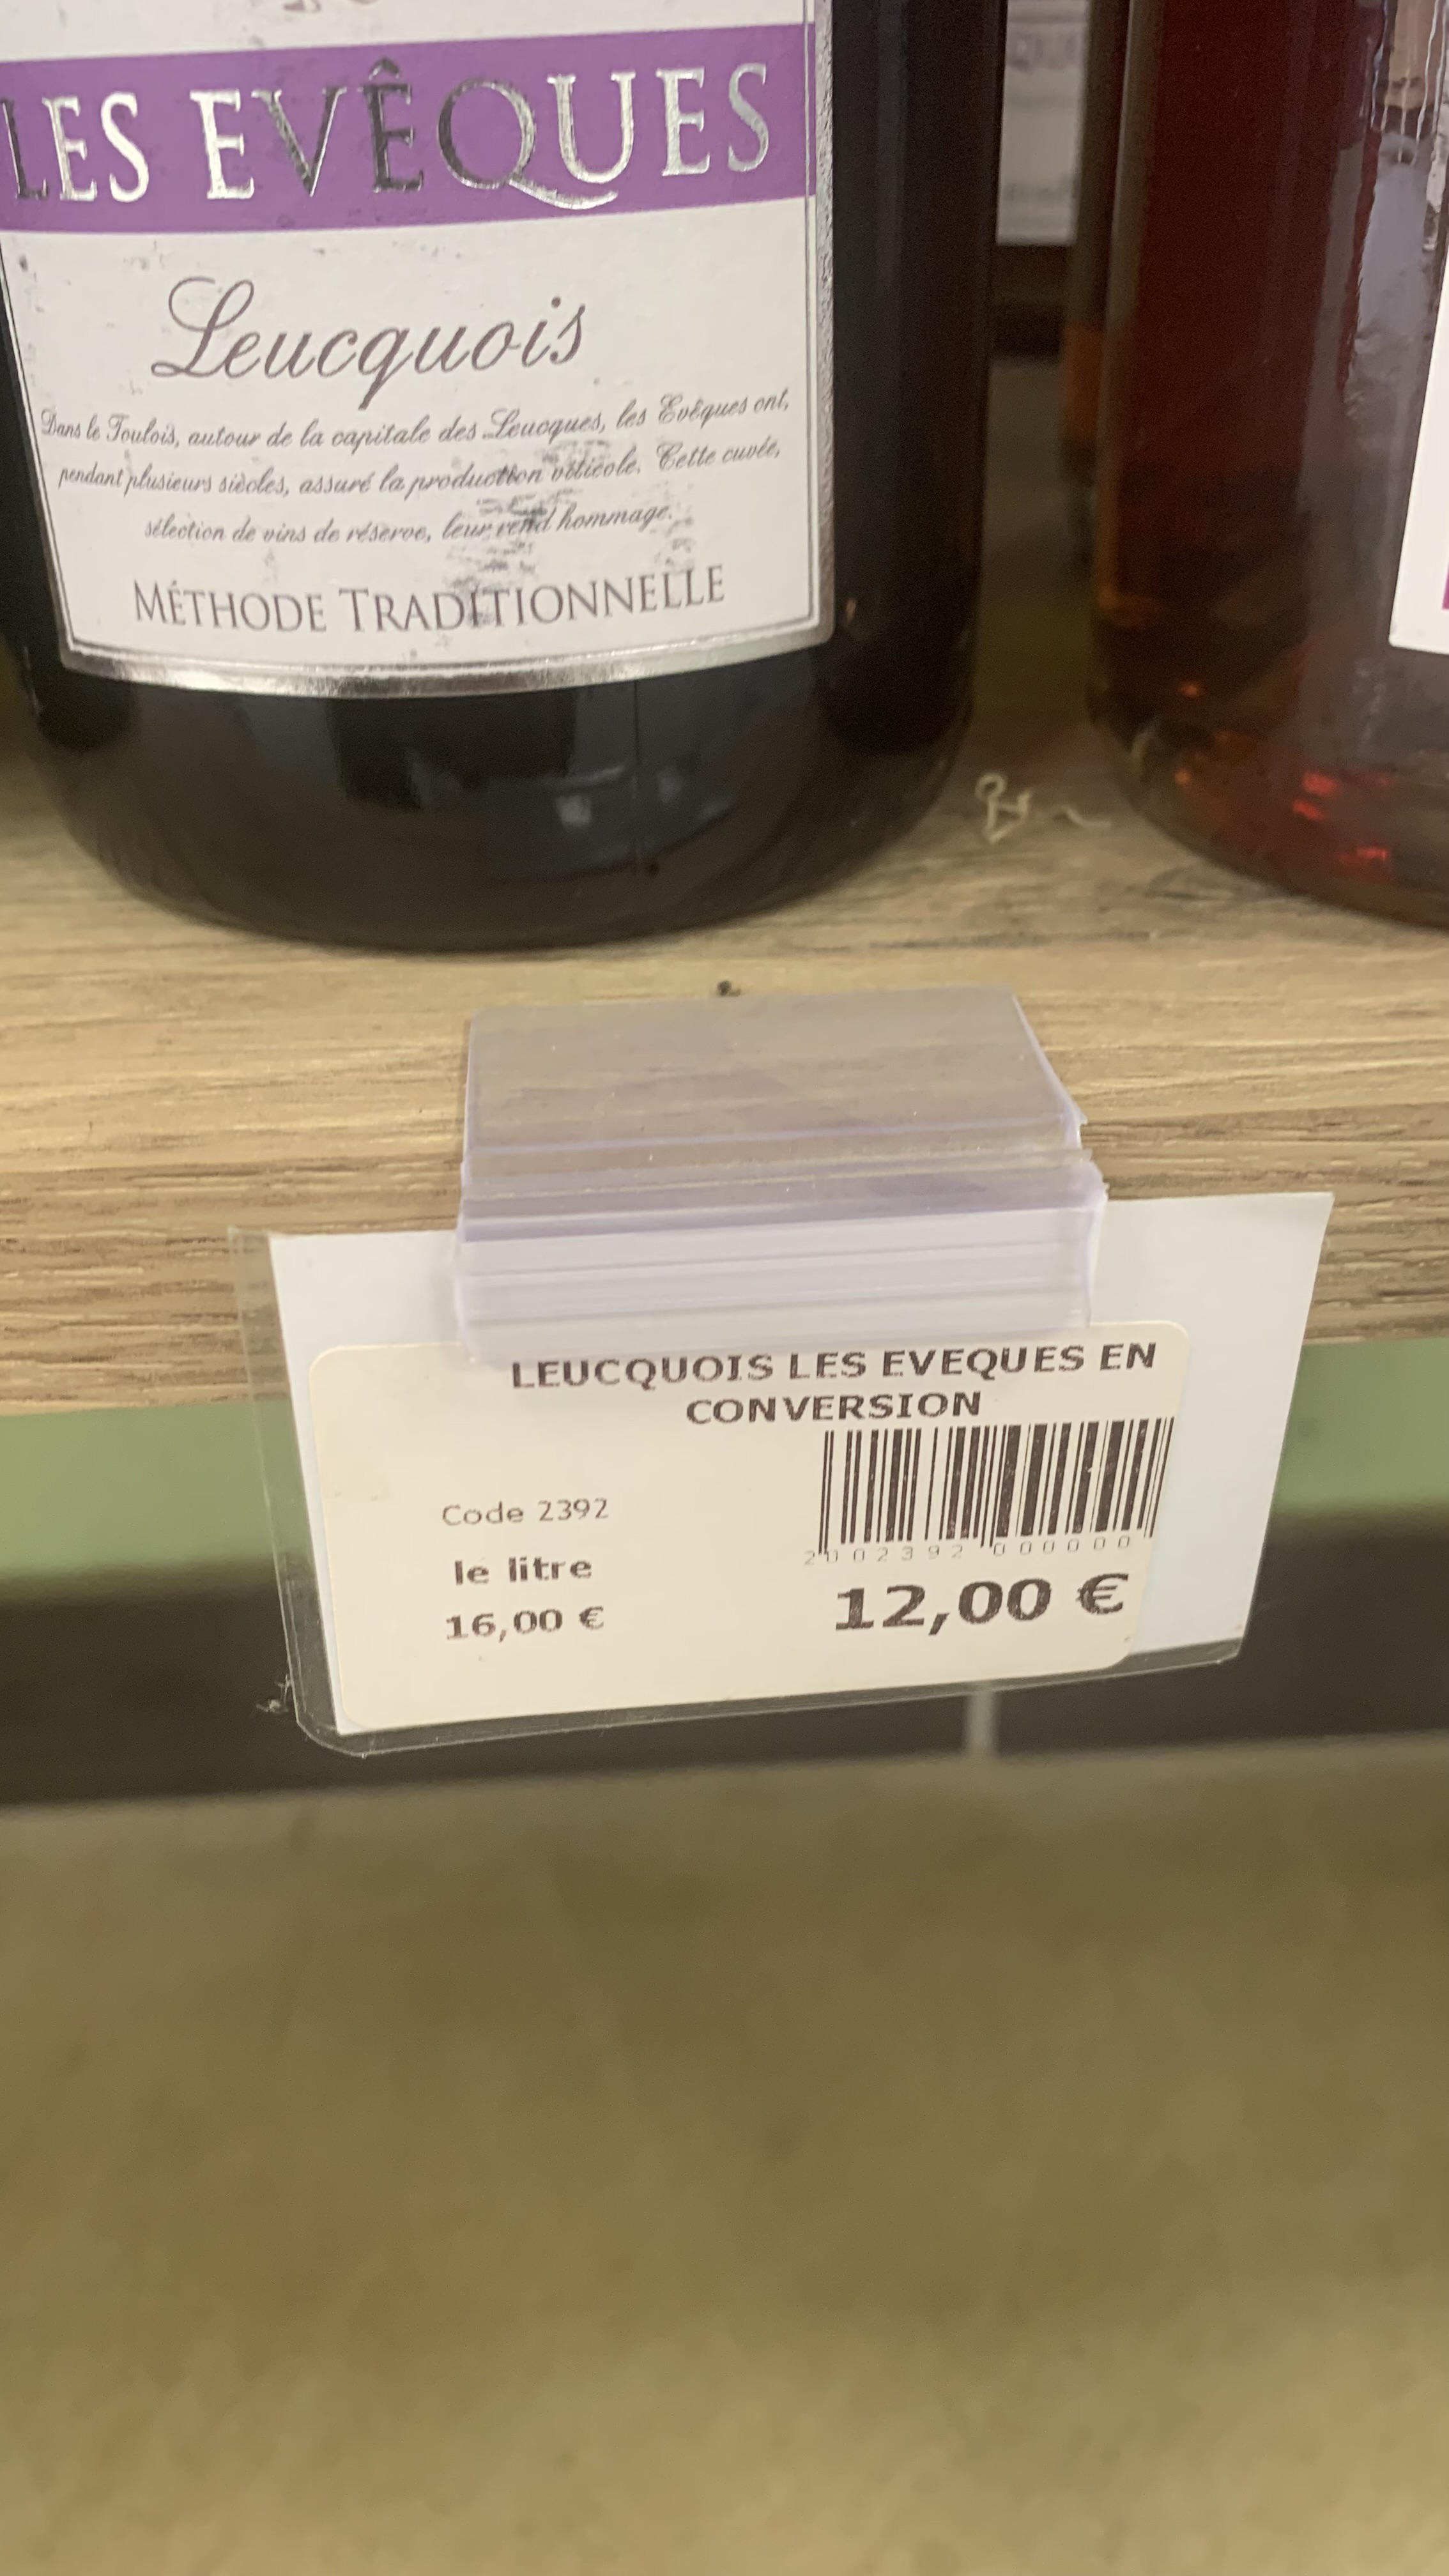 LES EVÊQUES
Leucquois
Dans le Toulois, autour de la capitale des Leucques, les Evêques ont,
pendant plusieurs siècles, assuré la production viticole. Cette cuvée,
sélection de vins de réserve, leur rend hommage.
MÉTHODE TRADITIONNELLE
LEUCQUOIS LES EVEQUES EN
CONVERSION
Code 2392
le litre
16,00 €
2 002392 000000
12,00 €